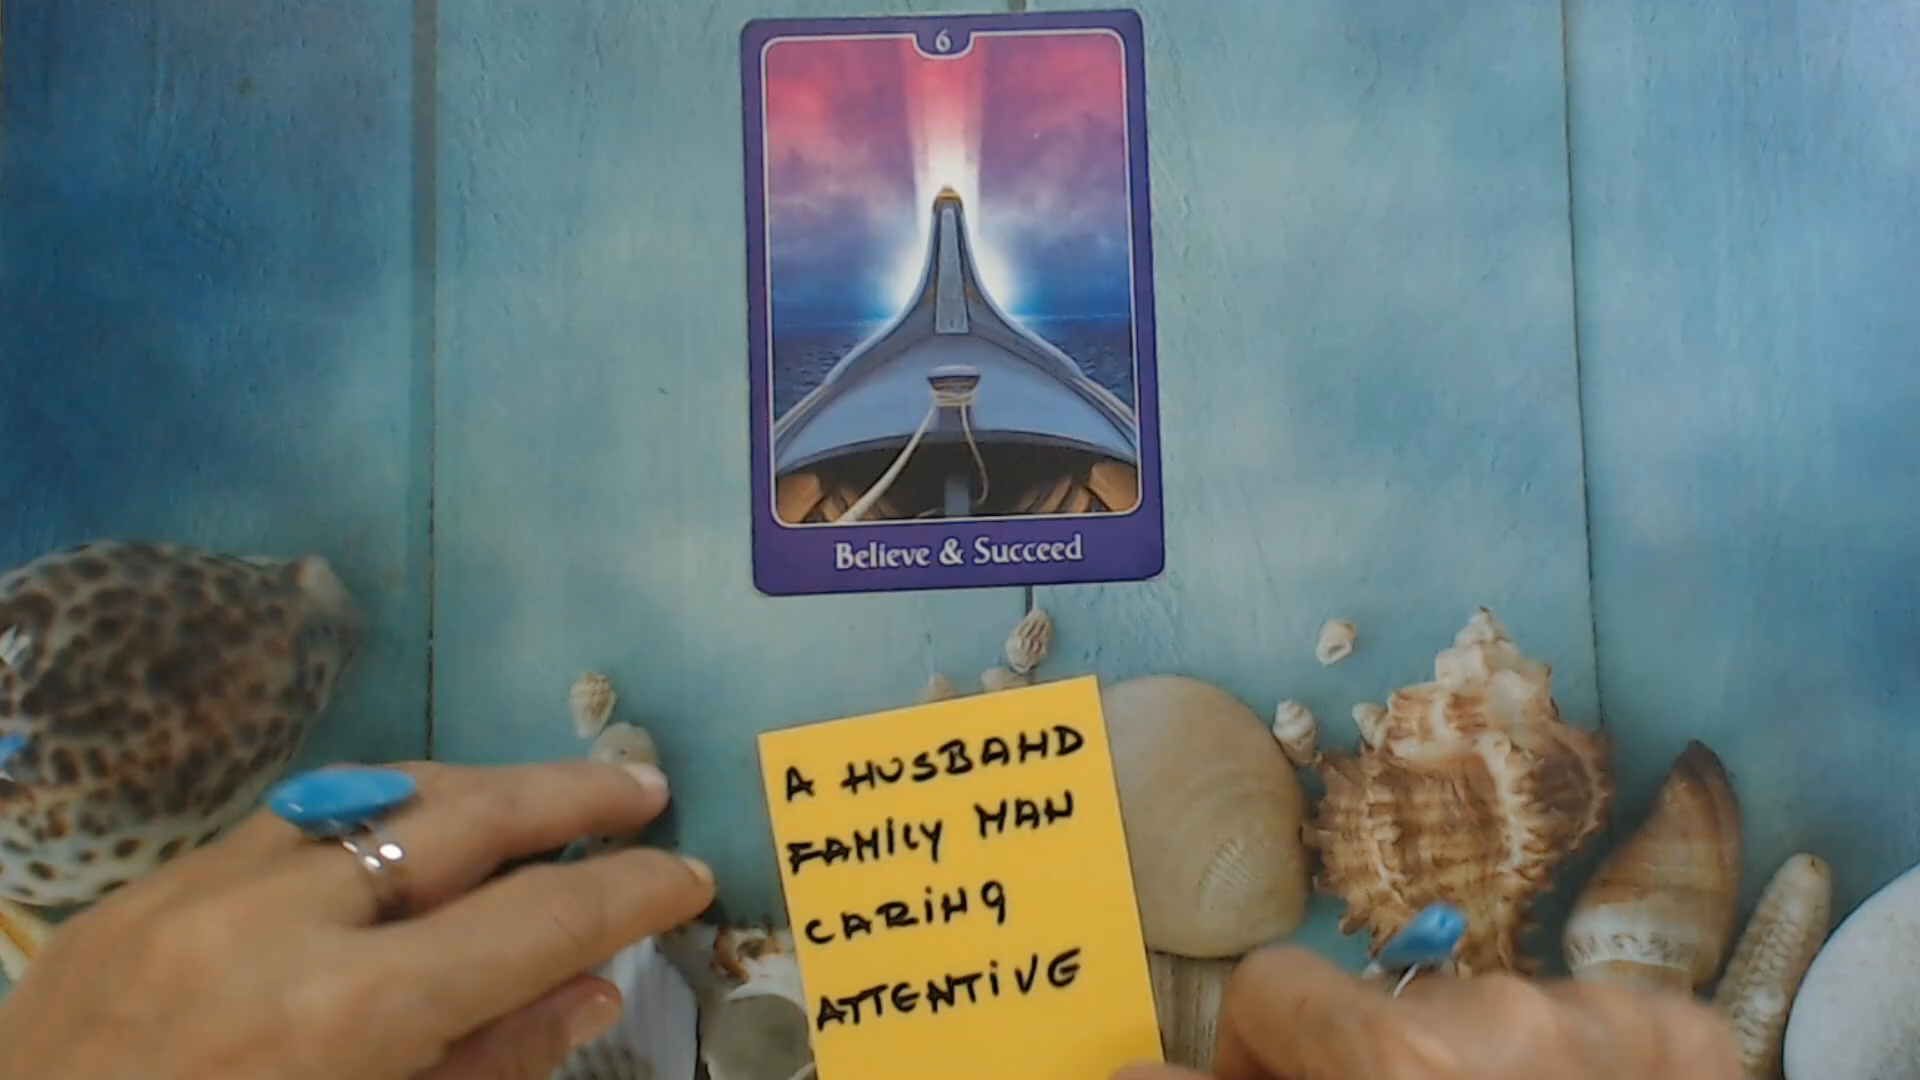 6
Believe & Succeed
A HUSBAND
FAMILY MAN
CARING
ATTENTIVE